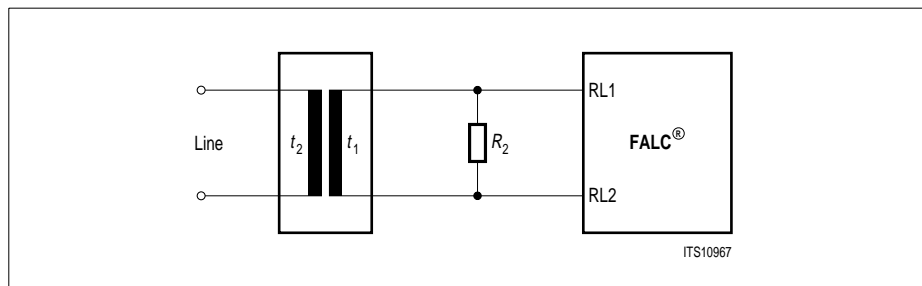 RL1
Line
t2
t1
R2
FALC®
RL2
ITS10967